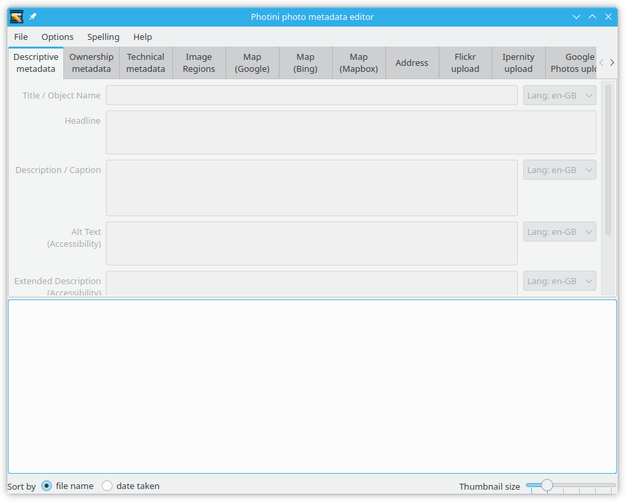 Photini photo metadata editor
File Options Spelling Help
Descriptive metadata
Ownership metadata
Technical metadata
Image Regions
Map (Google)
Map (Bing)
Map (Mapbox)
Address
Flickr upload
Ipernity upload
Google Photos uplo
Title / Object Name
Lang: en-GB
Headline
Description / Caption
Lang: en-GB
Alt Text
(Accessibility)
Lang: en-GB
Extended Description
(Accessibility)
Lang: en-GB
Sort by file name date taken
Thumbnail size